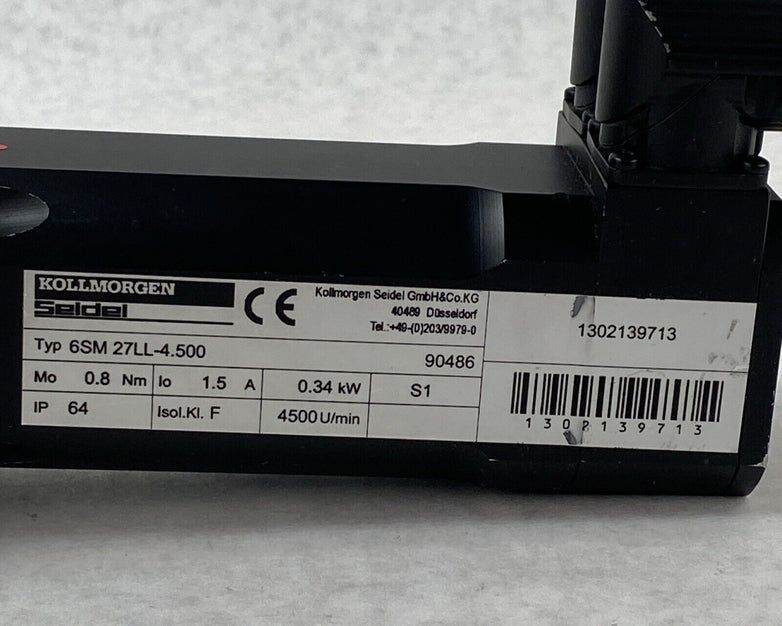 KOLLMORGEN
Seidel
CE
Kollmorgen Seidel GmbH&Co.KG
40489 Düsseldorf
Tel.:+49-(0)203/9979-0
Typ 6SM 27LL-4.500
90486
Mo 0.8 Nm
Io 1.5 A
0.34 kW
S1
IP 64
Isol.Kl. F
4500 U/min
1302139713
1302139713